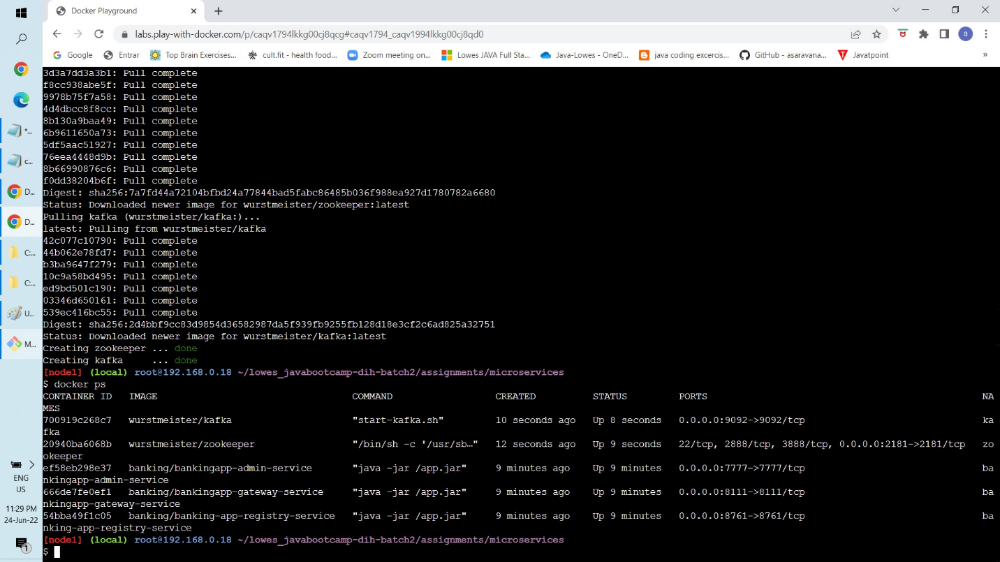 Docker Playground
labs.play-with-docker.com/p/caqv1794lkkg00cj8qcg#caqv1794_caqv1994lkkg00cj8qd0
a
Google Entrar Top Brain Exercises... cult.fit - health food... Zoom meeting on... Lowes JAVA Full Sta... Java-Lowes - OneD... java coding excercis... GitHub - asaravana... Javatpoint »
3d3a7dd3a3b1: Pull complete
f8cc938abe5f: Pull complete
9978b75f7a58: Pull complete
4d4dbcc8f8cc: Pull complete
8b130a9baa49: Pull complete
6b9611650a73: Pull complete
5df5aac51927: Pull complete
76eea4448d9b: Pull complete
8b66990876c6: Pull complete
f0dd38204b6f: Pull complete
Digest: sha256:7a7fd44a72104bfbd24a77844bad5fabc86485b036f988ea927d1780782a6680
Status: Downloaded newer image for wurstmeister/zookeeper:latest
Pulling kafka (wurstmeister/kafka:)...
latest: Pulling from wurstmeister/kafka
42c077c10790: Pull complete
44b062e78fd7: Pull complete
b3ba9647f279: Pull complete
10c9a58bd495: Pull complete
ed9bd501c190: Pull complete
03346d650161: Pull complete
539ec416bc55: Pull complete
Digest: sha256:2d4bbf9cc83d9854d36582987da5f939fb9255fb128d18e3cf2c6ad825a32751
Status: Downloaded newer image for wurstmeister/kafka:latest
Creating zookeeper ... done
Creating kafka     ... done
[node1] (local) root@192.168.0.18 ~/lowes_javabootcamp-dih-batch2/assignments/microservices
$ docker ps
CONTAINER ID   IMAGE   COMMAND   CREATED   STATUS   PORTS   NA
MES
700919c268c7   wurstmeister/kafka   "start-kafka.sh"   10 seconds ago   Up 8 seconds   0.0.0.0:9092->9092/tcp   ka
fka
20940ba6068b   wurstmeister/zookeeper   "/bin/sh -c '/usr/sb…"   12 seconds ago   Up 9 seconds   22/tcp, 2888/tcp, 3888/tcp, 0.0.0.0:2181->2181/tcp   zo
okeeper
ef58eb298e37   banking/bankingapp-admin-service   "java -jar /app.jar"   9 minutes ago   Up 9 minutes   0.0.0.0:7777->7777/tcp   ba
nkingapp-admin-service
666de7fe0ef1   banking/bankingapp-gateway-service   "java -jar /app.jar"   9 minutes ago   Up 9 minutes   0.0.0.0:8111->8111/tcp   ba
nkingapp-gateway-service
54bba49f1c05   banking/banking-app-registry-service   "java -jar /app.jar"   9 minutes ago   Up 9 minutes   0.0.0.0:8761->8761/tcp   ba
nking-app-registry-service
[node1] (local) root@192.168.0.18 ~/lowes_javabootcamp-dih-batch2/assignments/microservices
$
*...
c...
D...
D...
C:...
C:...
U...
M...
ENG
US
11:29 PM
24-Jun-22
1